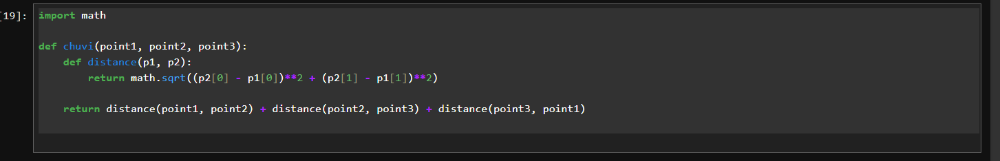 [19]: import math
def chuvi(point1, point2, point3):
    def distance(p1, p2):
        return math.sqrt((p2[0] - p1[0])**2 + (p2[1] - p1[1])**2)
    return distance(point1, point2) + distance(point2, point3) + distance(point3, point1)